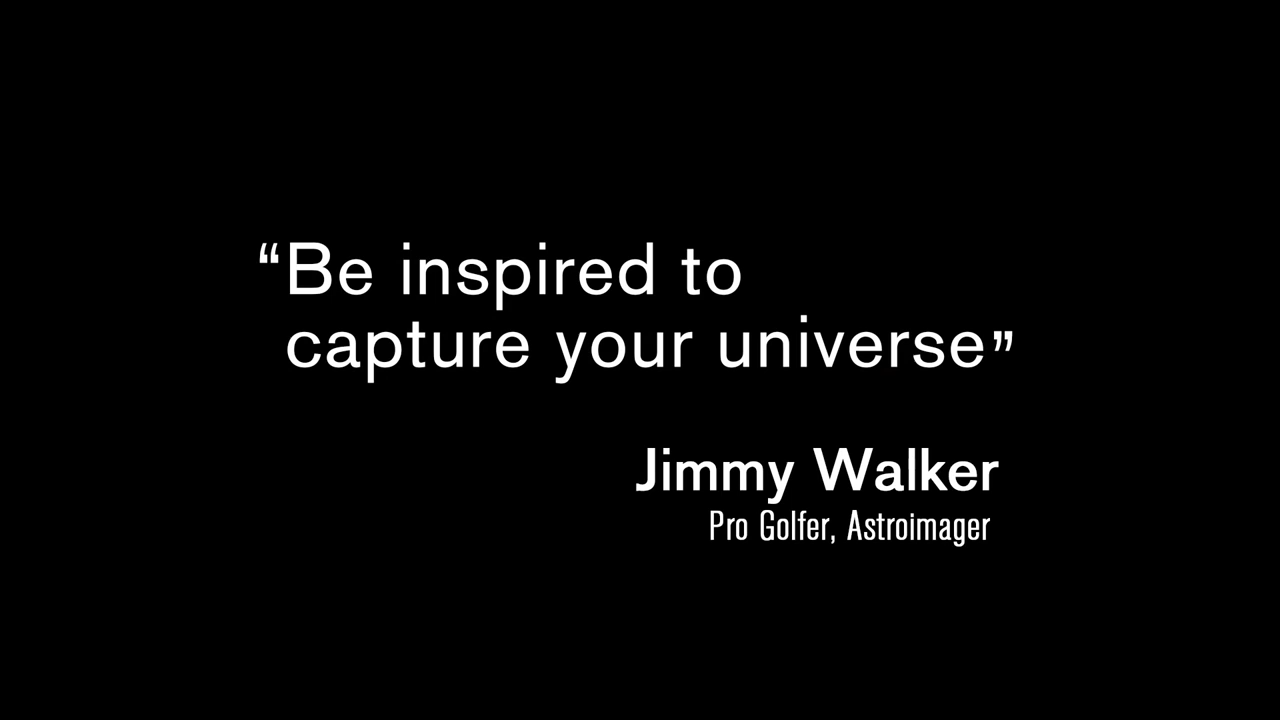 “Be inspired to
capture your universe”
Jimmy Walker
Pro Golfer, Astroimager